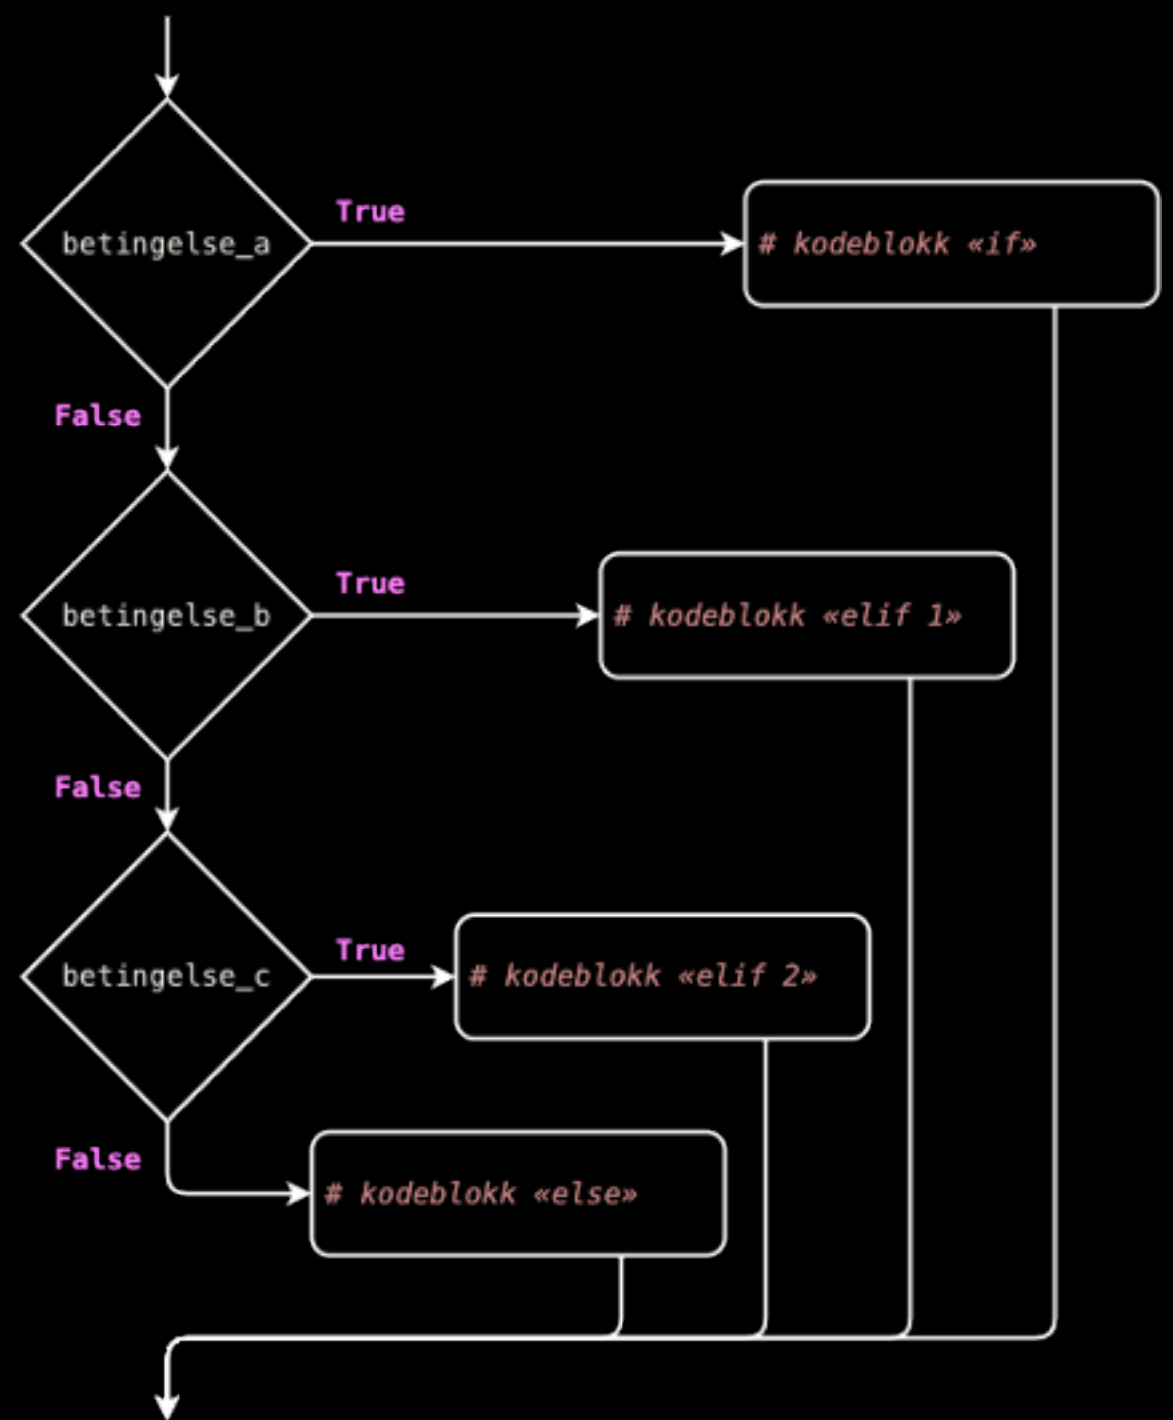 True
betingelse_a
# kodeblokk «if»
False
True
betingelse_b
# kodeblokk «elif 1»
False
True
betingelse_c
# kodeblokk «elif 2»
False
# kodeblokk «else»